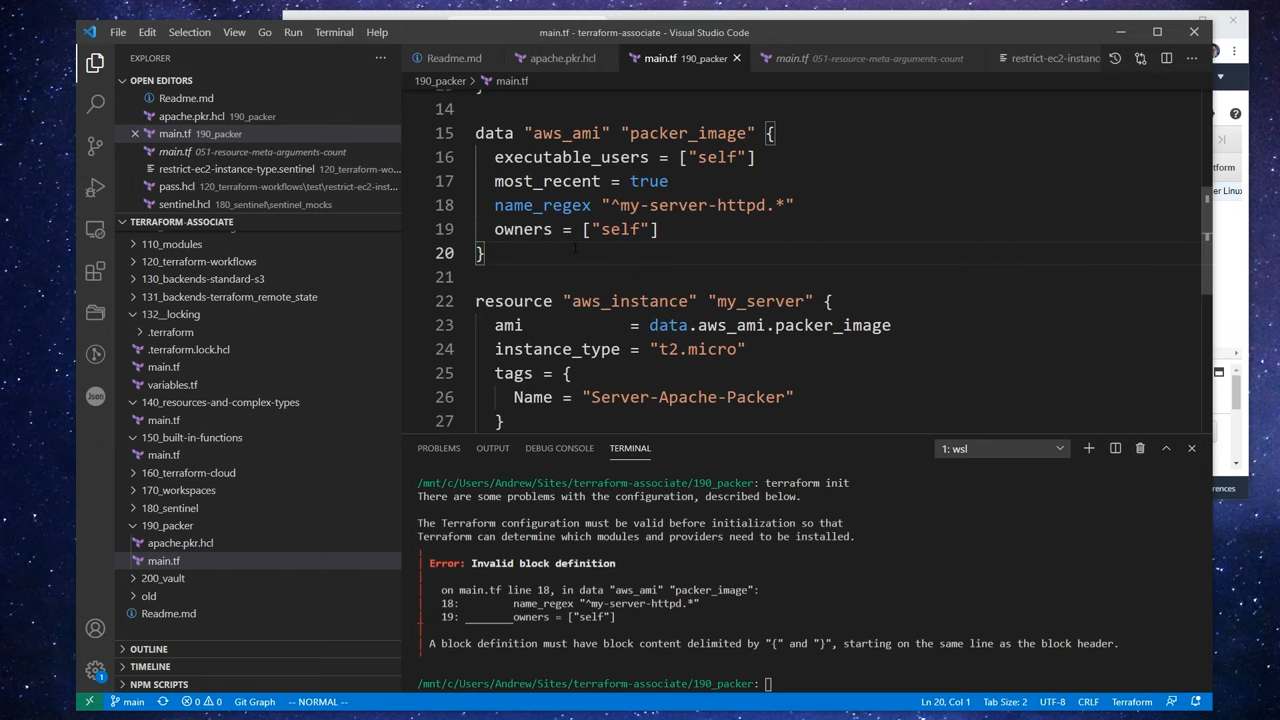 File Edit Selection View Go Run Terminal Help
main.tf - terraform-associate - Visual Studio Code
EXPLORER
OPEN EDITORS
Readme.md
apache.pkr.hcl 190_packer
main.tf 190_packer
main.tf 051-resource-meta-arguments-count
restrict-ec2-instance-type.sentinel 120_terraform-wo...
pass.hcl 120_terraform-workflows\test\restrict-ec2-inst...
sentinel.hcl 180_sentinel\sentinel_mocks
TERRAFORM-ASSOCIATE
110_modules
120_terraform-workflows
130_backends-standard-s3
131_backends-terraform_remote_state
132__locking
.terraform
.terraform.lock.hcl
main.tf
variables.tf
140_resources-and-complex-types
main.tf
150_built-in-functions
main.tf
160_terraform-cloud
170_workspaces
180_sentinel
190_packer
apache.pkr.hcl
main.tf
200_vault
old
Readme.md
OUTLINE
TIMELINE
NPM SCRIPTS
Readme.md apache.pkr.hcl main.tf 190_packer main.tf 051-resource-meta-arguments-count restrict-ec2-instanc
190_packer > main.tf
14
15 data "aws_ami" "packer_image" {
16 executable_users = ["self"]
17 most_recent = true
18 name_regex "^my-server-httpd.*"
19 owners = ["self"]
20 }
21
22 resource "aws_instance" "my_server" {
23 ami = data.aws_ami.packer_image
24 instance_type = "t2.micro"
25 tags = {
26 Name = "Server-Apache-Packer"
27 }
PROBLEMS OUTPUT DEBUG CONSOLE TERMINAL
1: wsl
/mnt/c/Users/Andrew/Sites/terraform-associate/190_packer: terraform init
There are some problems with the configuration, described below.
The Terraform configuration must be valid before initialization so that
Terraform can determine which modules and providers need to be installed.
Error: Invalid block definition
on main.tf line 18, in data "aws_ami" "packer_image":
18: name_regex "^my-server-httpd.*"
19: ________owners = ["self"]
A block definition must have block content delimited by "{" and "}", starting on the same line as the block header.
/mnt/c/Users/Andrew/Sites/terraform-associate/190_packer:
main 0 0 Git Graph -- NORMAL --
Ln 20, Col 1 Tab Size: 2 UTF-8 CRLF Terraform
tform
er Linux
rences
Json
1